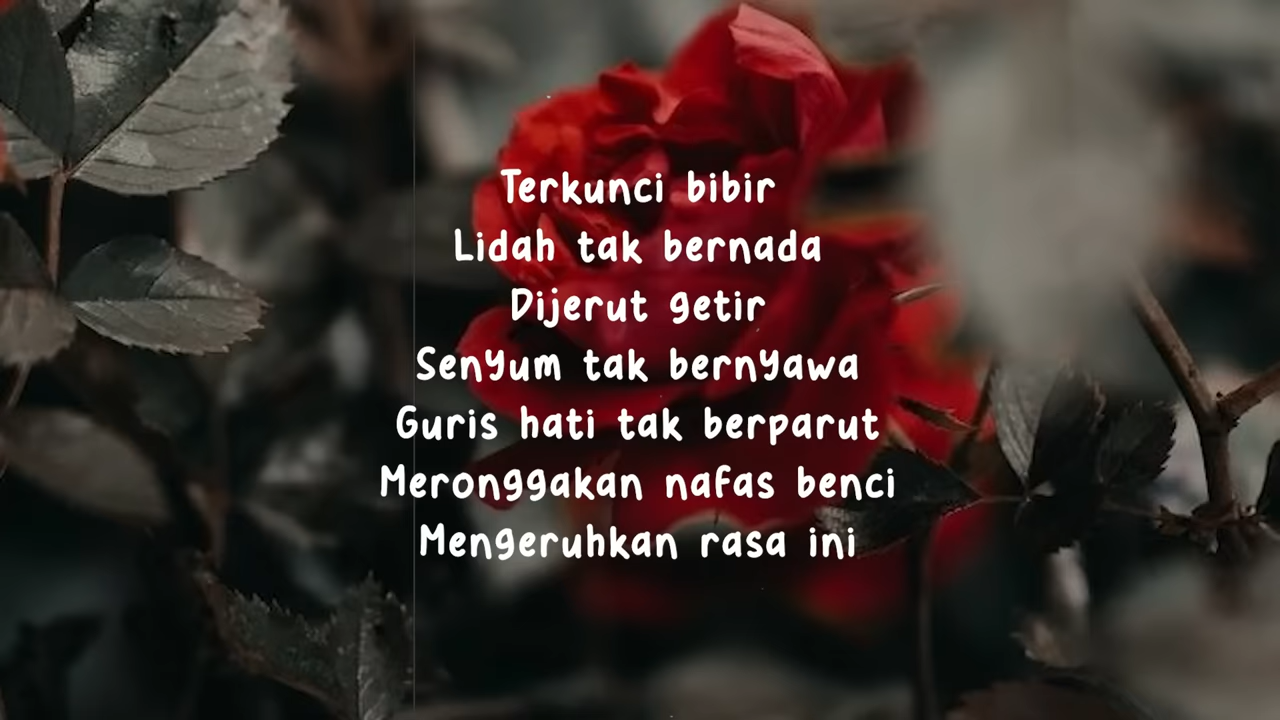 Terkunci bibir
Lidah tak bernada
Dijerut getir
Senyum tak bernyawa
Guris hati tak berparut
Meronggakan nafas benci
Mengeruhkan rasa ini